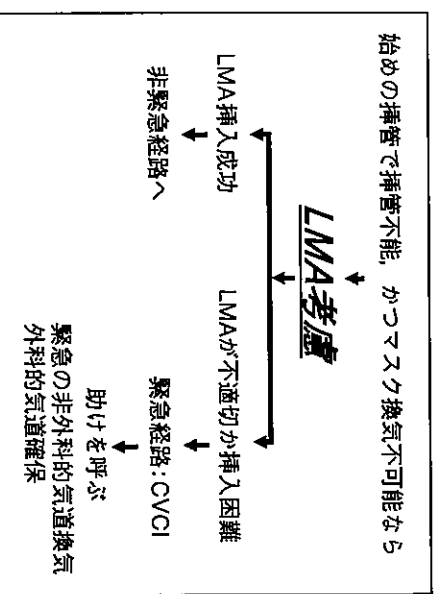 始めの挿管で挿管不能，かつマスク換気不可能なら
LMA考慮
LMA挿入成功
非緊急経路へ
LMAが不適切か挿入困難
緊急経路：CVCI
助けを呼ぶ
緊急の非外科的気道換気
外科的気道確保